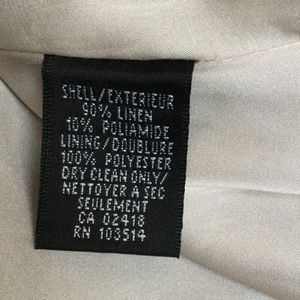 SHELL/EXTERIEUR
90% LINEN
10% POLIAMIDE
LINING/DOUBLURE
100% POLYESTER
DRY CLEAN ONLY/
NETTOYER A SEC
SEULEMENT
CA 02418
RN 103514